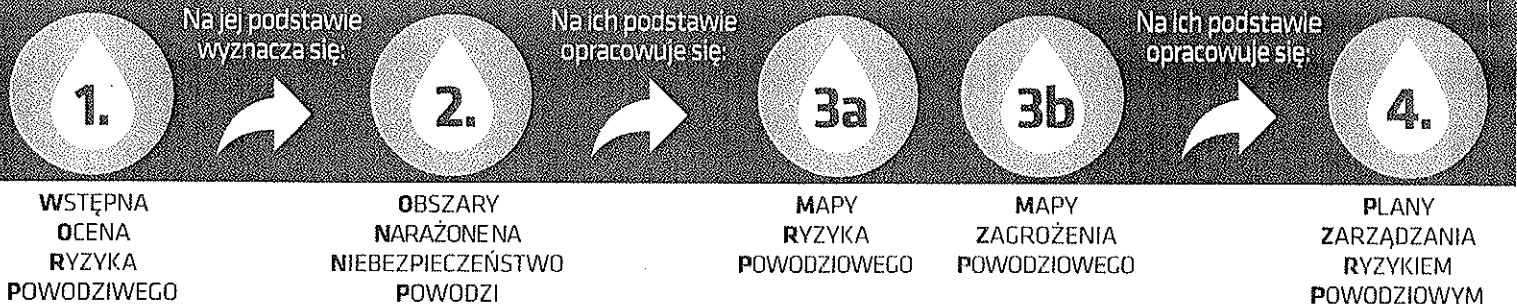 Na jej podstawie
wyznacza się:
Na ich podstawie
opracowuje się:
Na ich podstawie
opracowuje się:
1.
2.
3a
3b
4.
WSTĘPNA
OCENA
RYZYKA
POWODZIWEGO
OBSZARY
NARAŻONE NA
NIEBEZPIECZEŃSTWO
POWODZI
MAPY
RYZYKA
POWODZIOWEGO
MAPY
ZAGROŻENIA
POWODZIOWEGO
PLANY
ZARZĄDZANIA
RYZYKIEM
POWODZIOWYM